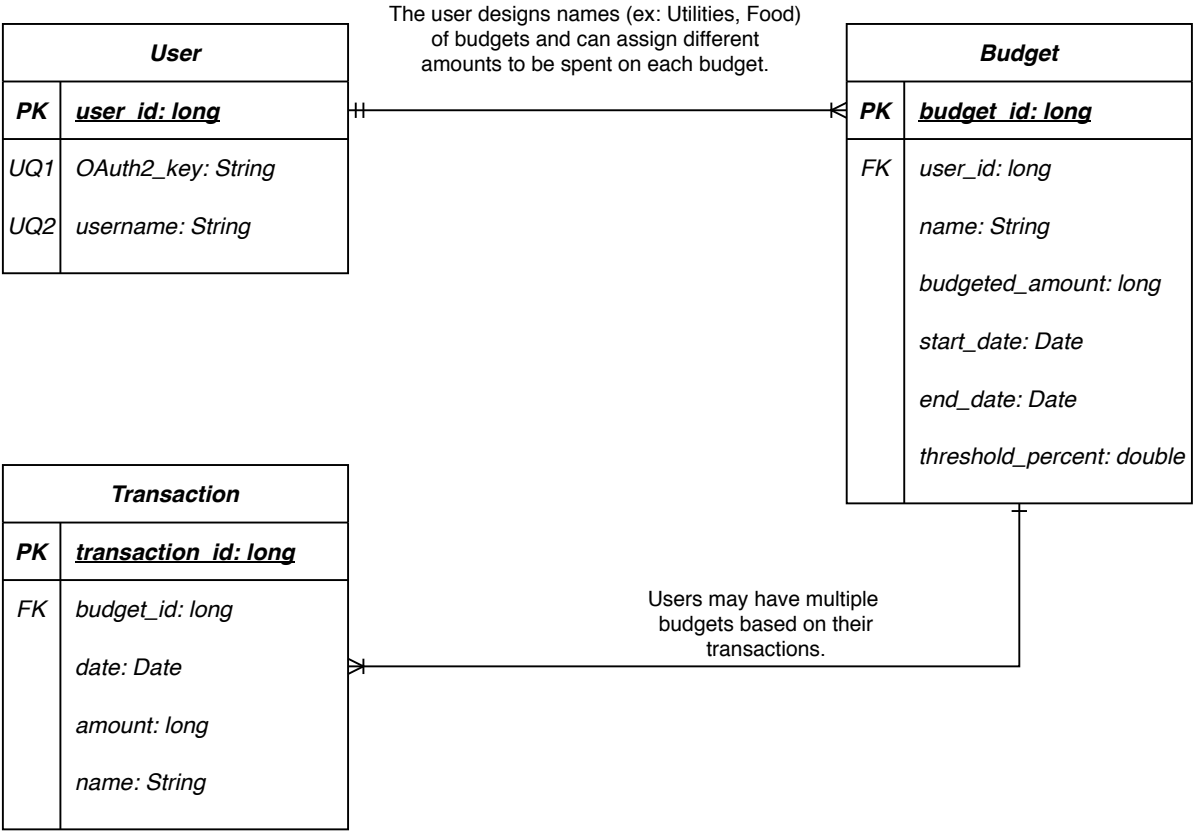 The user designs names (ex: Utilities, Food)
of budgets and can assign different
amounts to be spent on each budget.
User
PK user_id: long
UQ1 OAuth2_key: String
UQ2 username: String
Budget
PK budget_id: long
FK user_id: long
name: String
budgeted_amount: long
start_date: Date
end_date: Date
threshold_percent: double
Transaction
PK transaction_id: long
FK budget_id: long
date: Date
amount: long
name: String
Users may have multiple
budgets based on their
transactions.